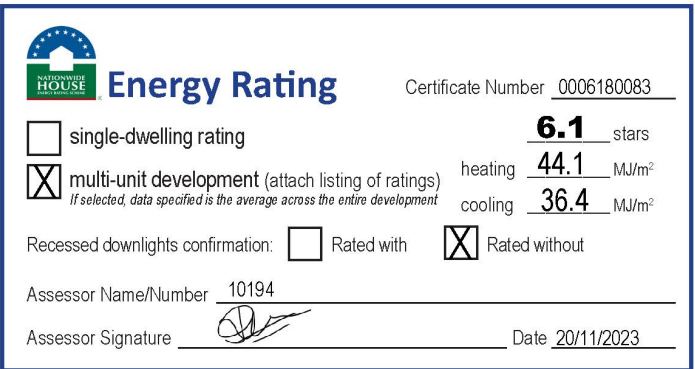 NATIONWIDE
HOUSE
ENERGY RATING SCHEME
®
Energy Rating
Certificate Number 0006180083
single-dwelling rating
6.1 stars
multi-unit development (attach listing of ratings)
heating 44.1 MJ/m²
If selected, data specified is the average across the entire development
cooling 36.4 MJ/m²
Recessed downlights confirmation: Rated with X Rated without
Assessor Name/Number 10194
Assessor Signature
Date 20/11/2023